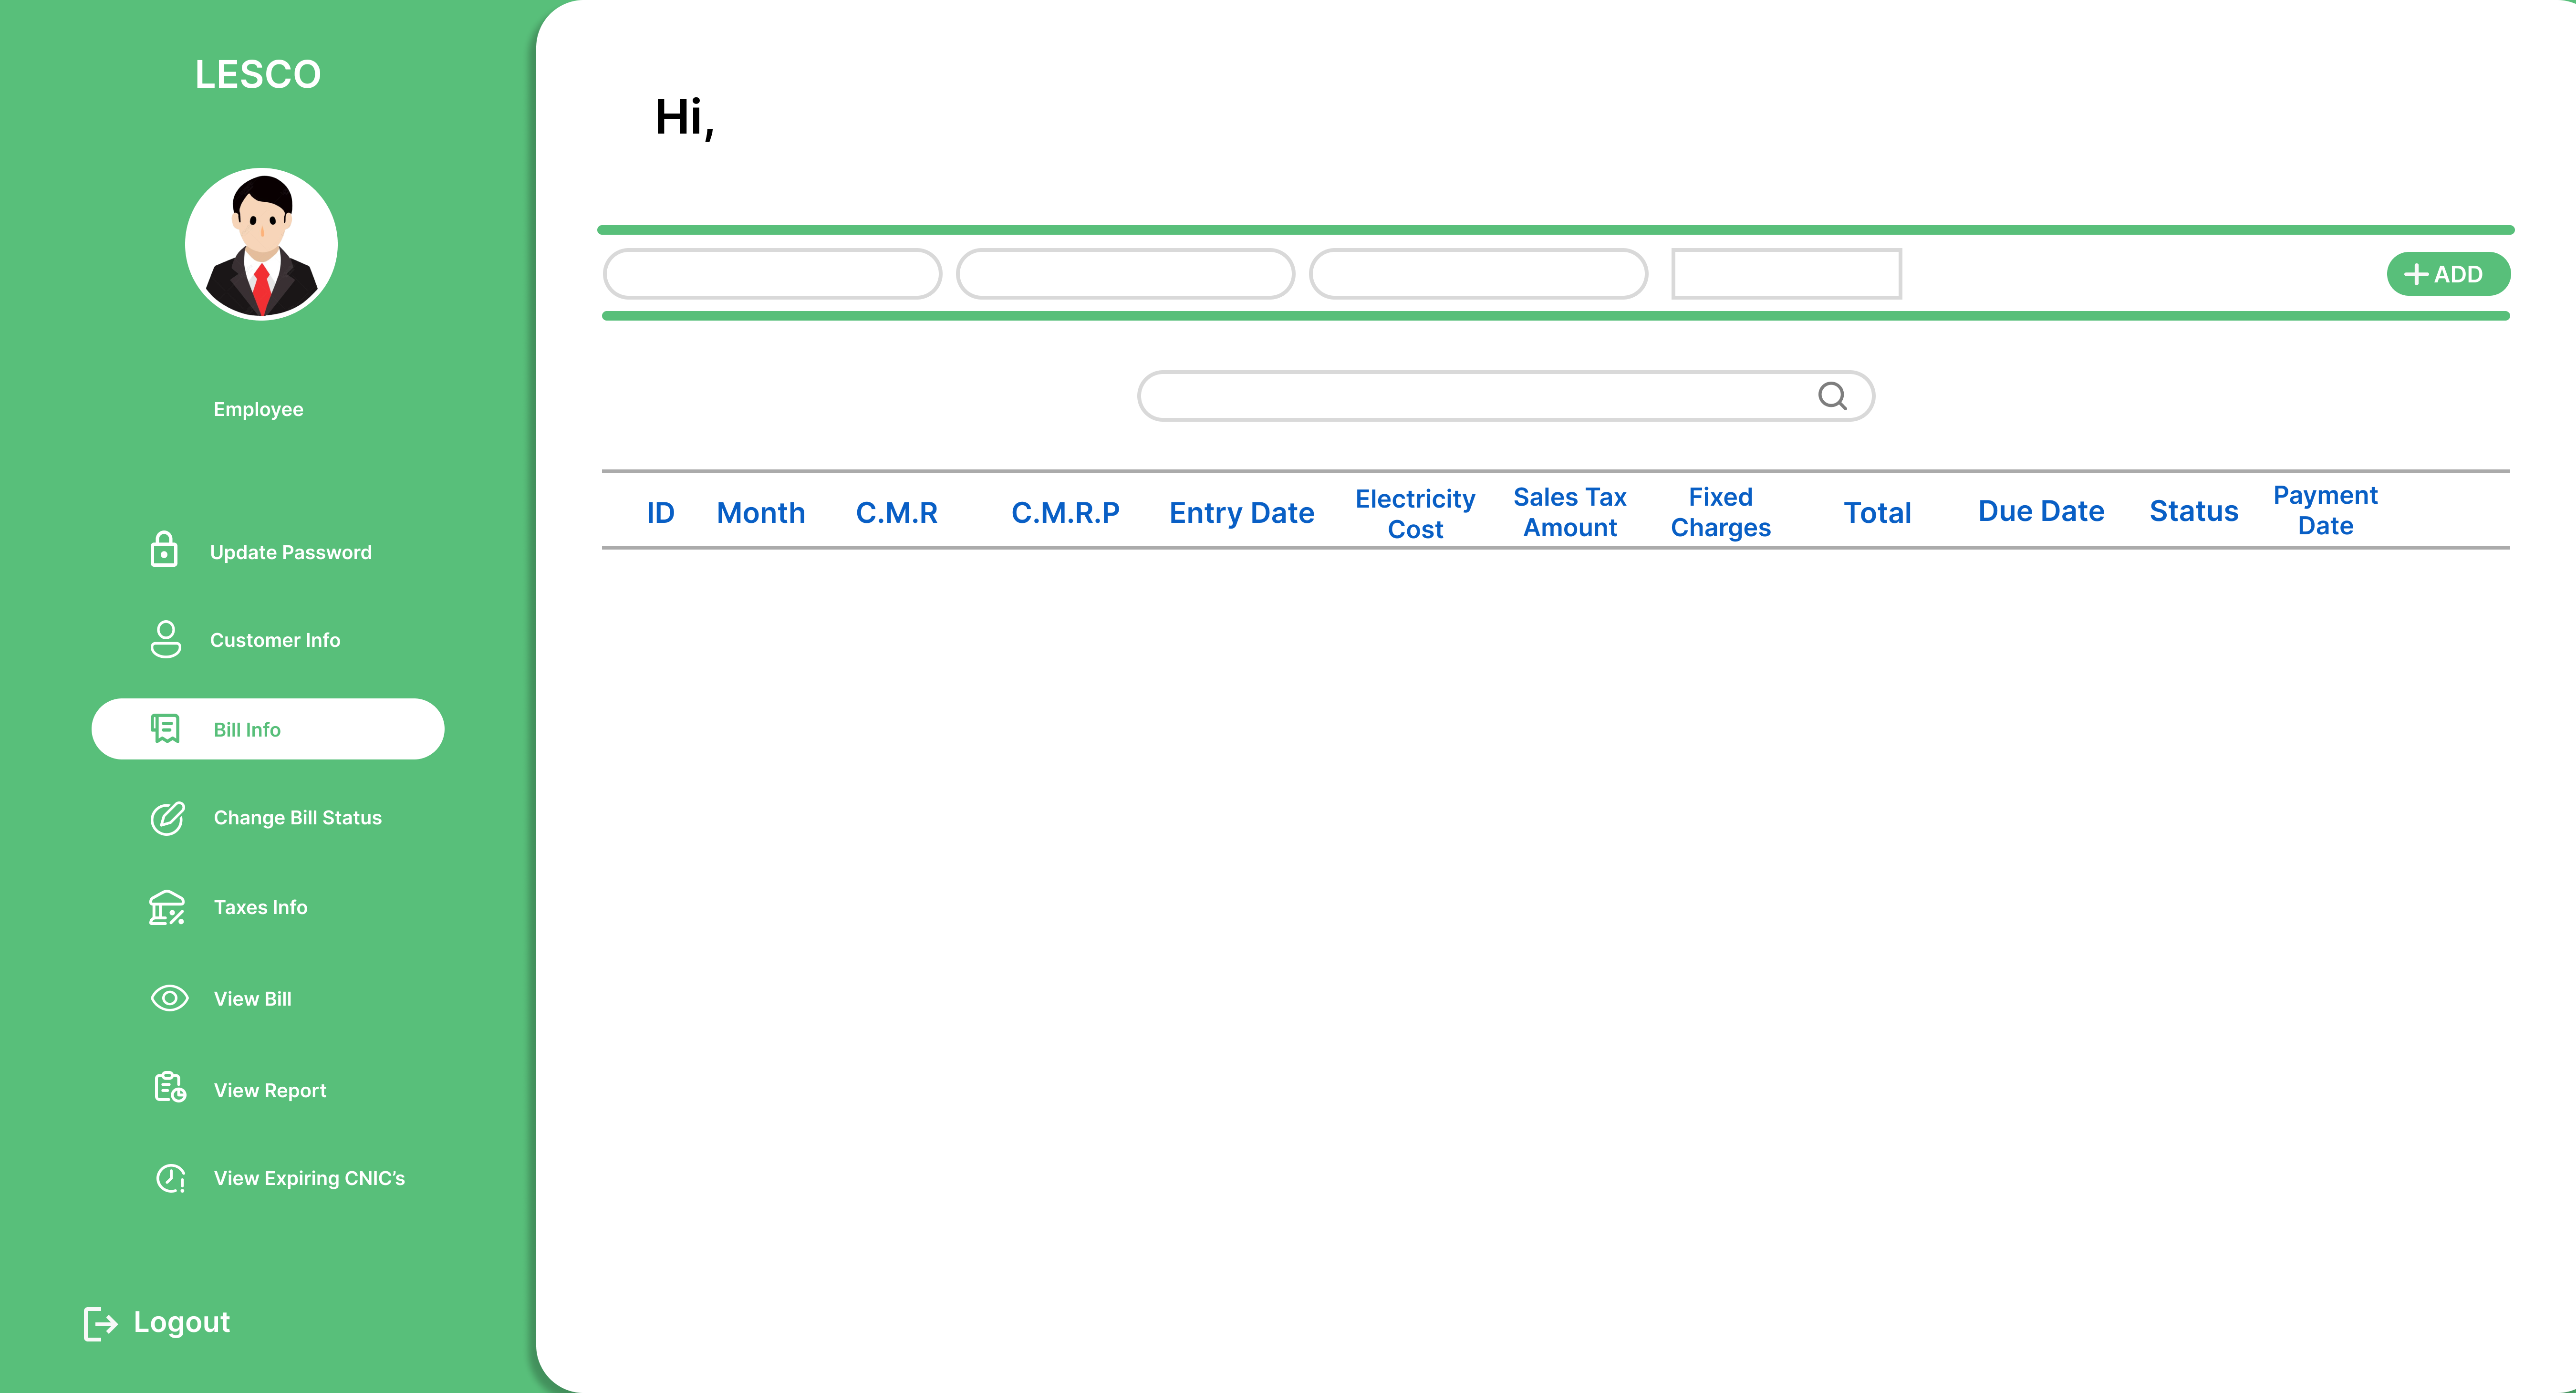 LESCO
Employee
Update Password
Customer Info
Bill Info
Change Bill Status
Taxes Info
View Bill
View Report
View Expiring CNIC’s
Logout
Hi,
ADD
ID Month C.M.R C.M.R.P Entry Date Electricity Cost Sales Tax Amount Fixed Charges Total Due Date Status Payment Date